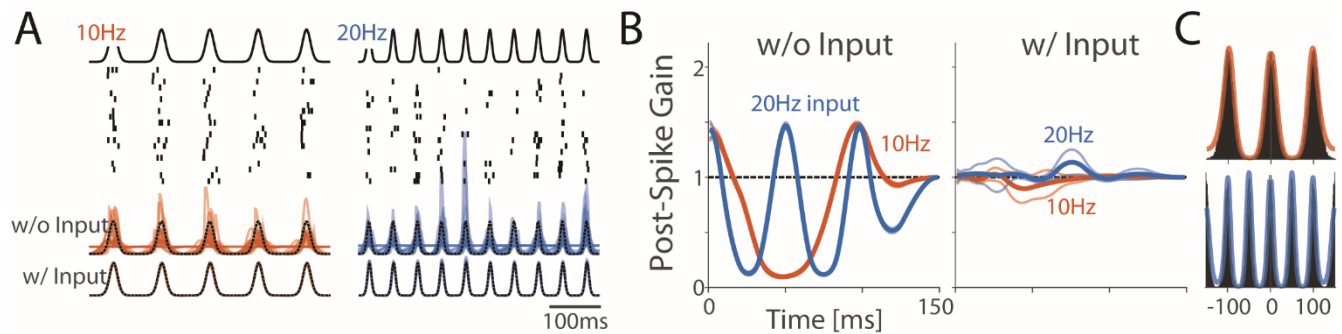 A
10Hz
20Hz
w/o Input
w/ Input
100ms
B
w/o Input
w/ Input
Post-Spike Gain
2
1
0
20Hz input
10Hz
20Hz
10Hz
0
150
Time [ms]
C
-100 0 100